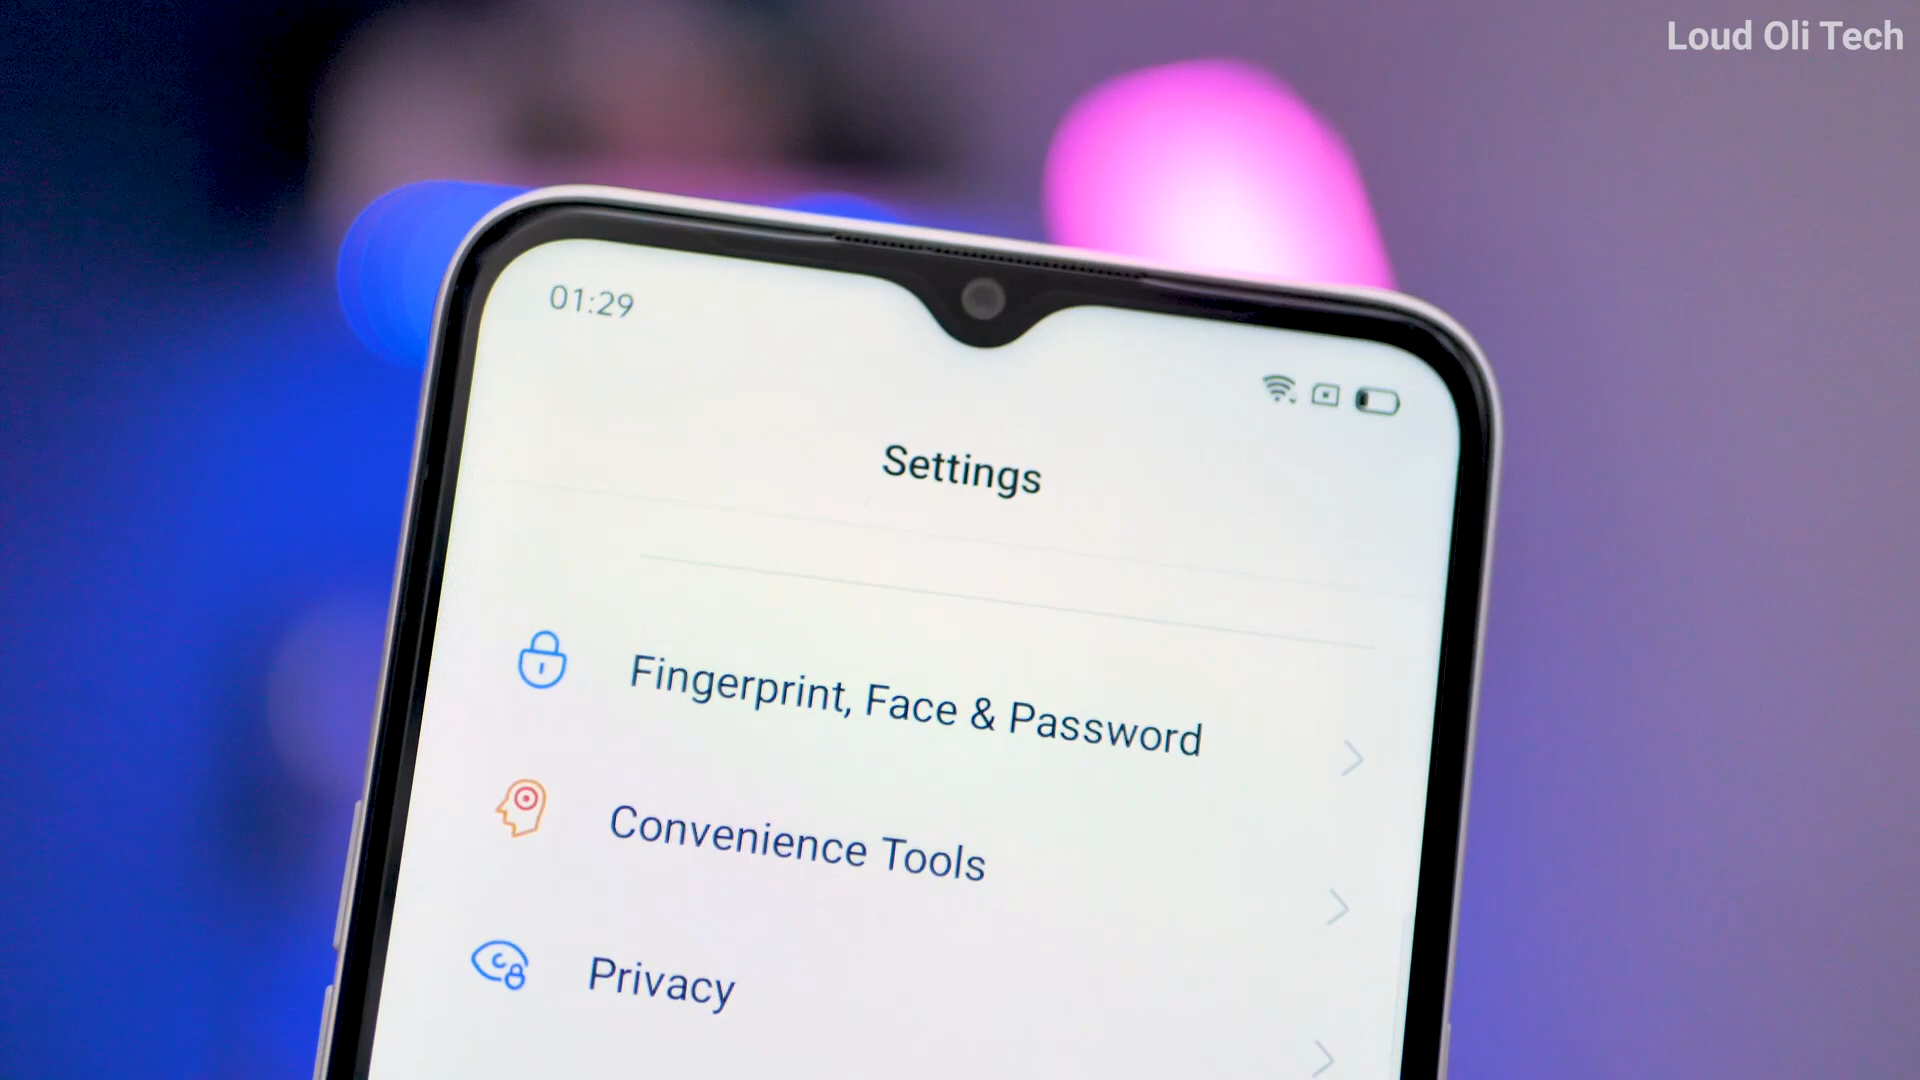 Loud Oli Tech
01:29
Settings
Fingerprint, Face & Password
Convenience Tools
Privacy